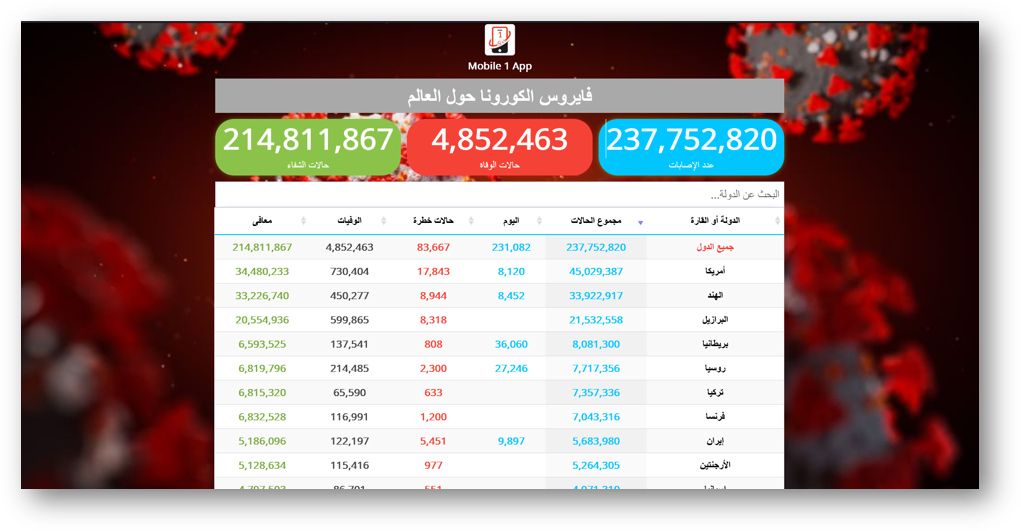 Mobile 1 App
فايروس الكورونا حول العالم
237,752,820 4,852,463 214,811,867
عدد الإصابات حالات الوفاة حالات الشفاء
البحث عن الدولة...
الدولة أو القارة مجموع الحالات اليوم حالات خطرة الوفيات معافى
جميع الدول 237,752,820 231,082 83,667 4,852,463 214,811,867
أمريكا 45,029,387 8,120 17,843 730,404 34,480,233
الهند 33,922,917 8,452 8,944 450,277 33,226,740
البرازيل 21,532,558 8,318 599,865 20,554,936
بريطانيا 8,081,300 36,060 808 137,541 6,593,525
روسيا 7,717,356 27,246 2,300 214,485 6,819,796
تركيا 7,357,336 633 65,590 6,815,320
فرنسا 7,043,316 1,200 116,991 6,832,528
إيران 5,683,980 9,897 5,451 122,197 5,186,096
الأرجنتين 5,264,305 977 115,416 5,128,634